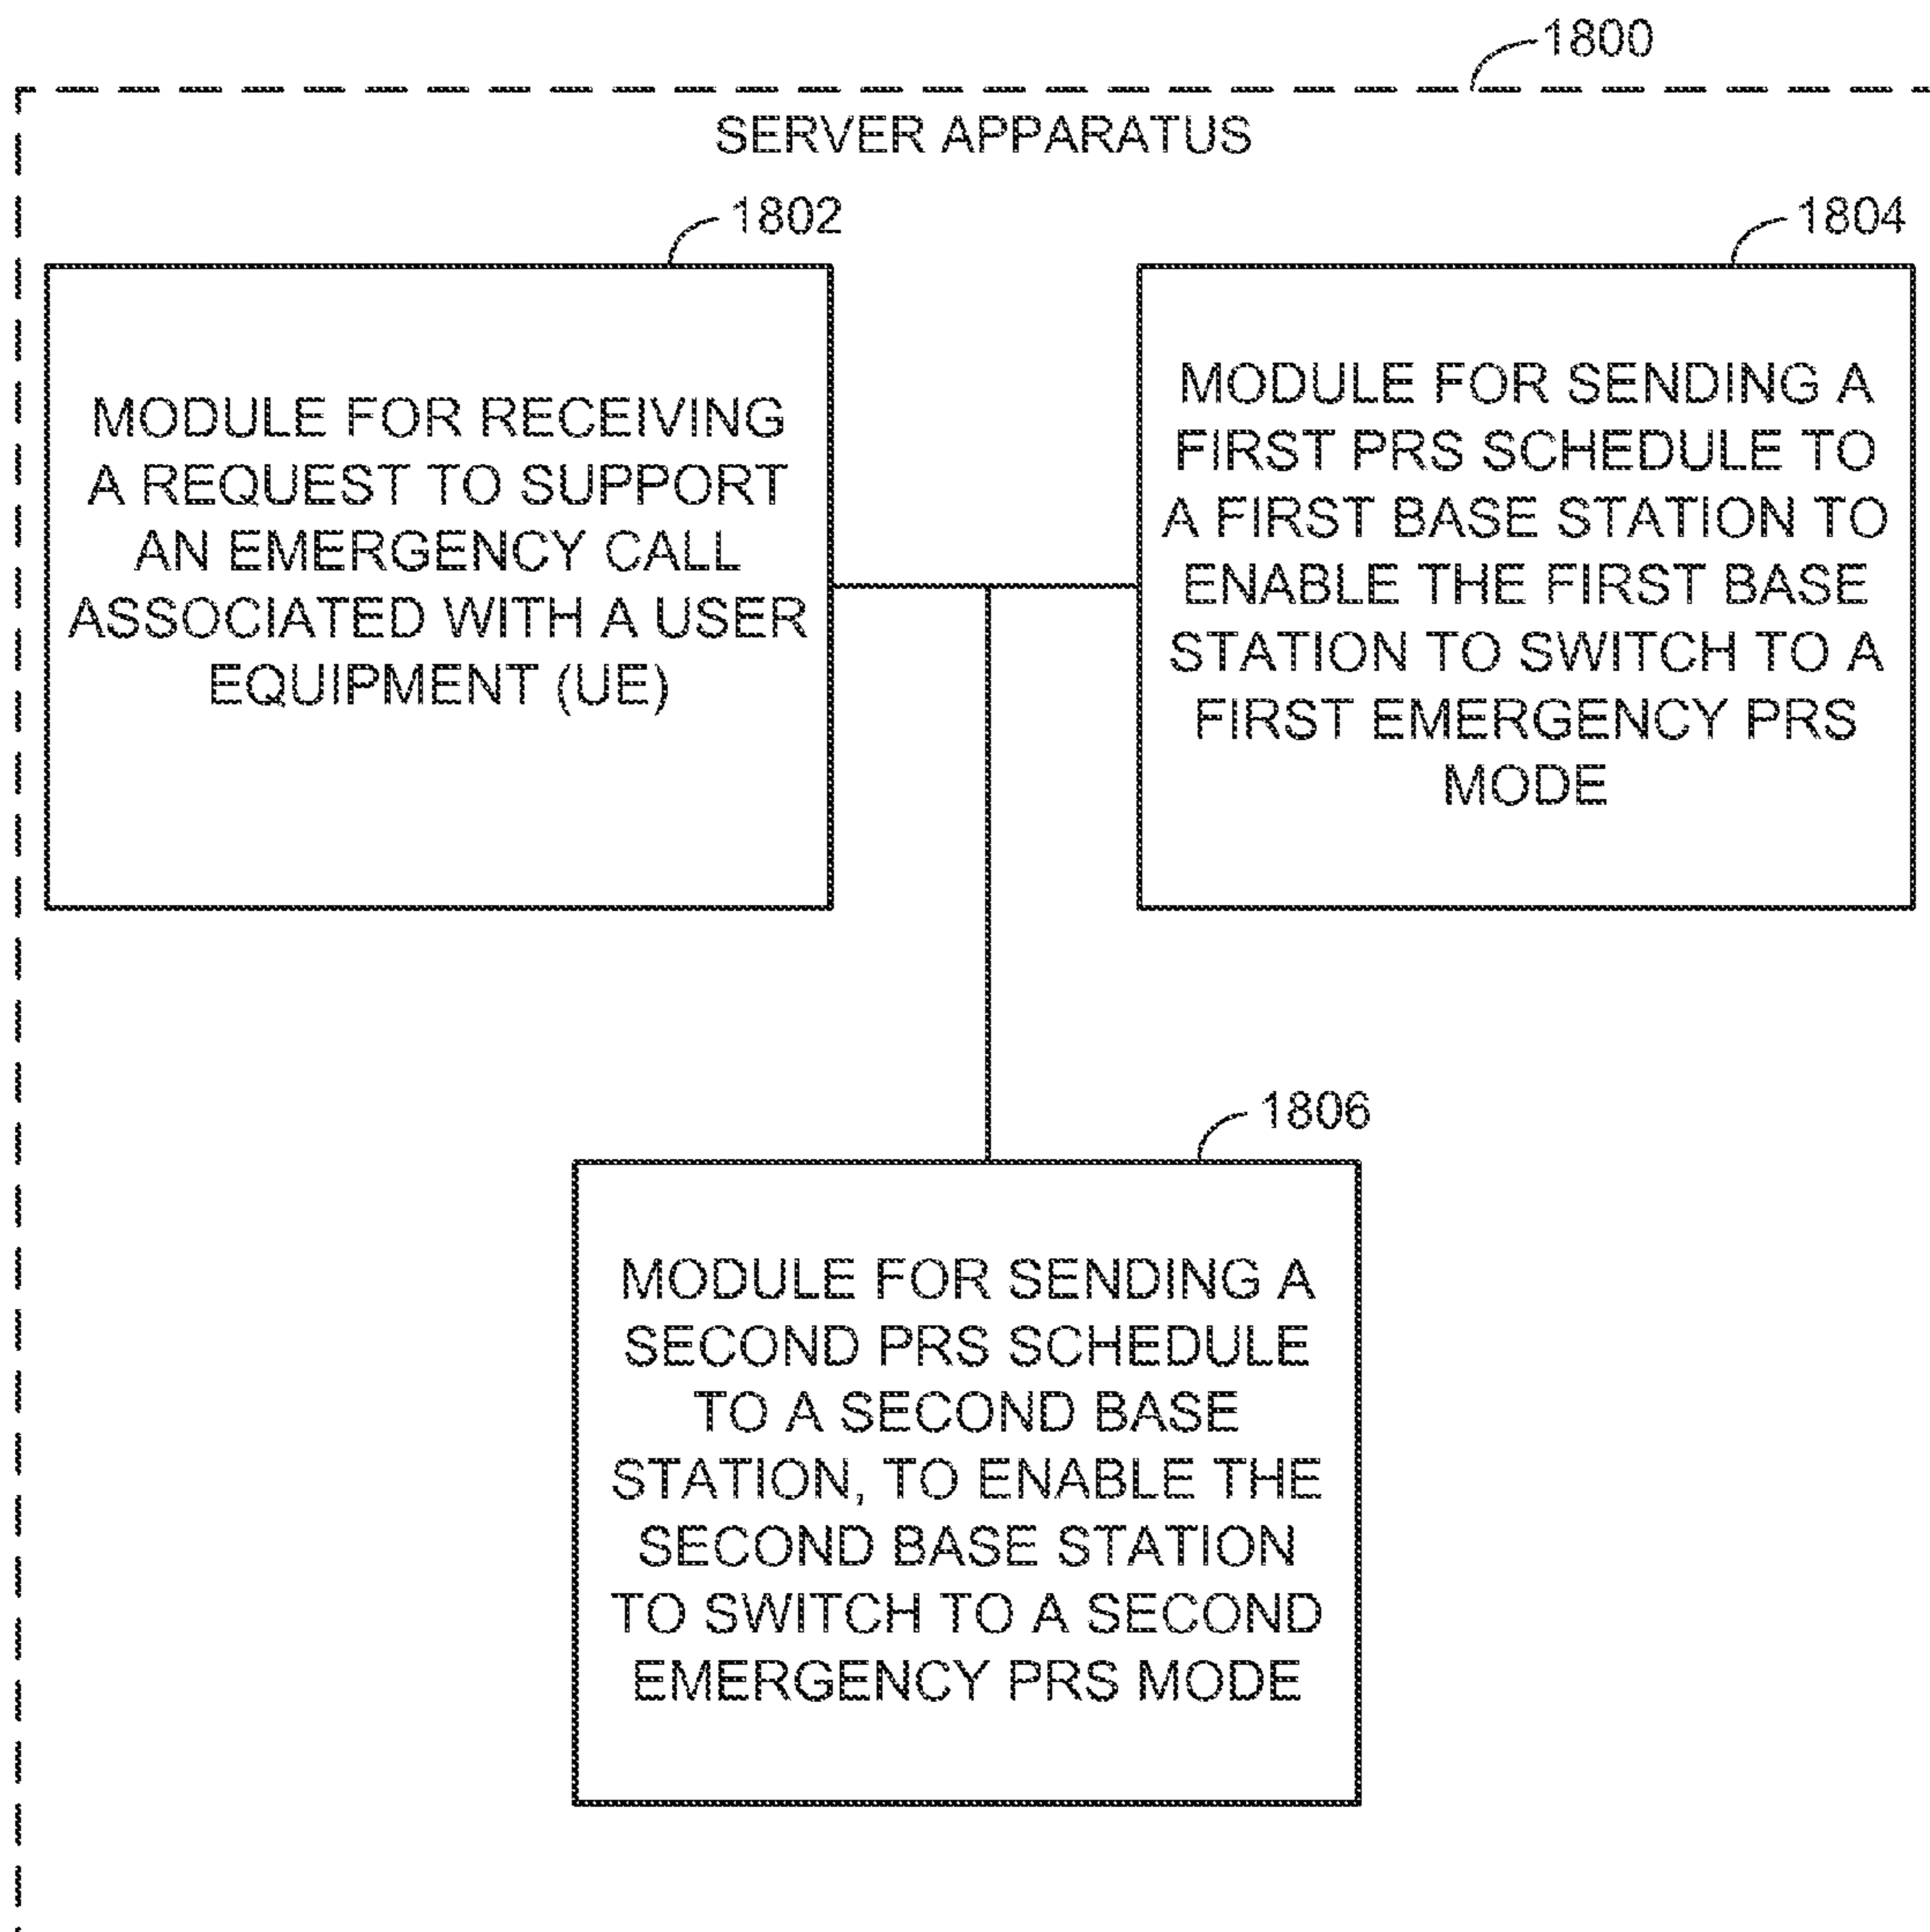 1800
SERVER APPARATUS
1802
MODULE FOR RECEIVING
A REQUEST TO SUPPORT
AN EMERGENCY CALL
ASSOCIATED WITH A USER
EQUIPMENT (UE)
1804
MODULE FOR SENDING A
FIRST PRS SCHEDULE TO
A FIRST BASE STATION TO
ENABLE THE FIRST BASE
STATION TO SWITCH TO A
FIRST EMERGENCY PRS
MODE
1806
MODULE FOR SENDING A
SECOND PRS SCHEDULE
TO A SECOND BASE
STATION, TO ENABLE THE
SECOND BASE STATION
TO SWITCH TO A SECOND
EMERGENCY PRS MODE